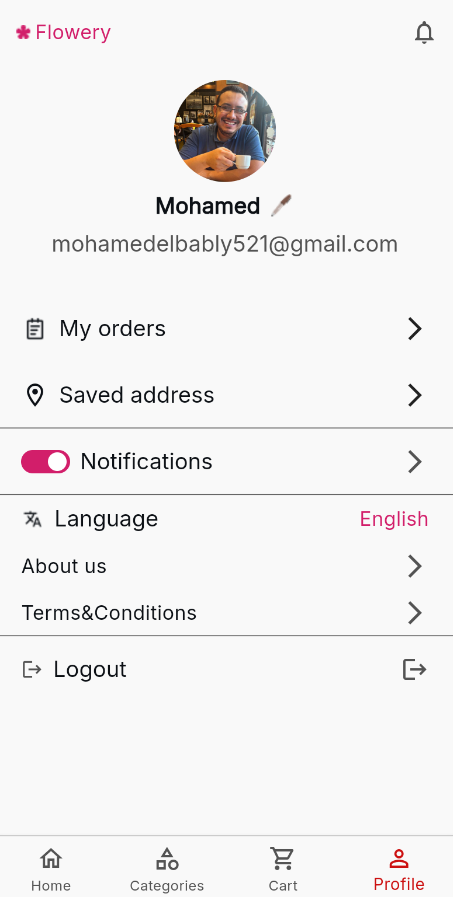 Flowery
Mohamed
mohamedelbably521@gmail.com
My orders
Saved address
Notifications
Language English
About us
Terms&Conditions
Logout
Home Categories Cart Profile